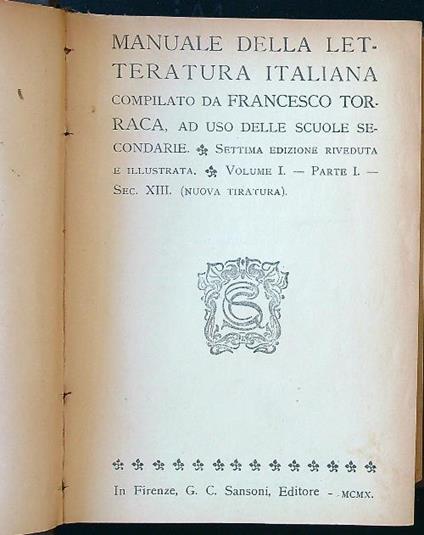 MANUALE DELLA LET-
TERATURA ITALIANA
COMPILATO DA FRANCESCO TOR-
RACA, AD USO DELLE SCUOLE SE-
CONDARIE. ✤ SETTIMA EDIZIONE RIVEDUTA
E ILLUSTRATA. ✤ VOLUME I. — PARTE I. —
SEC. XIII. (NUOVA TIRATURA).
In Firenze, G. C. Sansoni, Editore - MCMX.